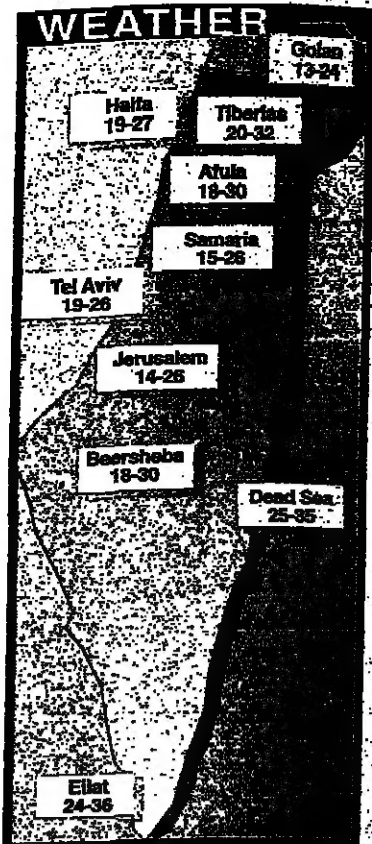 WEATHER
Golan
13-24
Haifa
19-27
Tiberias
20-32
Afula
18-30
Samaria
15-26
Tel Aviv
19-26
Jerusalem
14-26
Beersheba
18-30
Dead Sea
25-35
Eilat
24-36